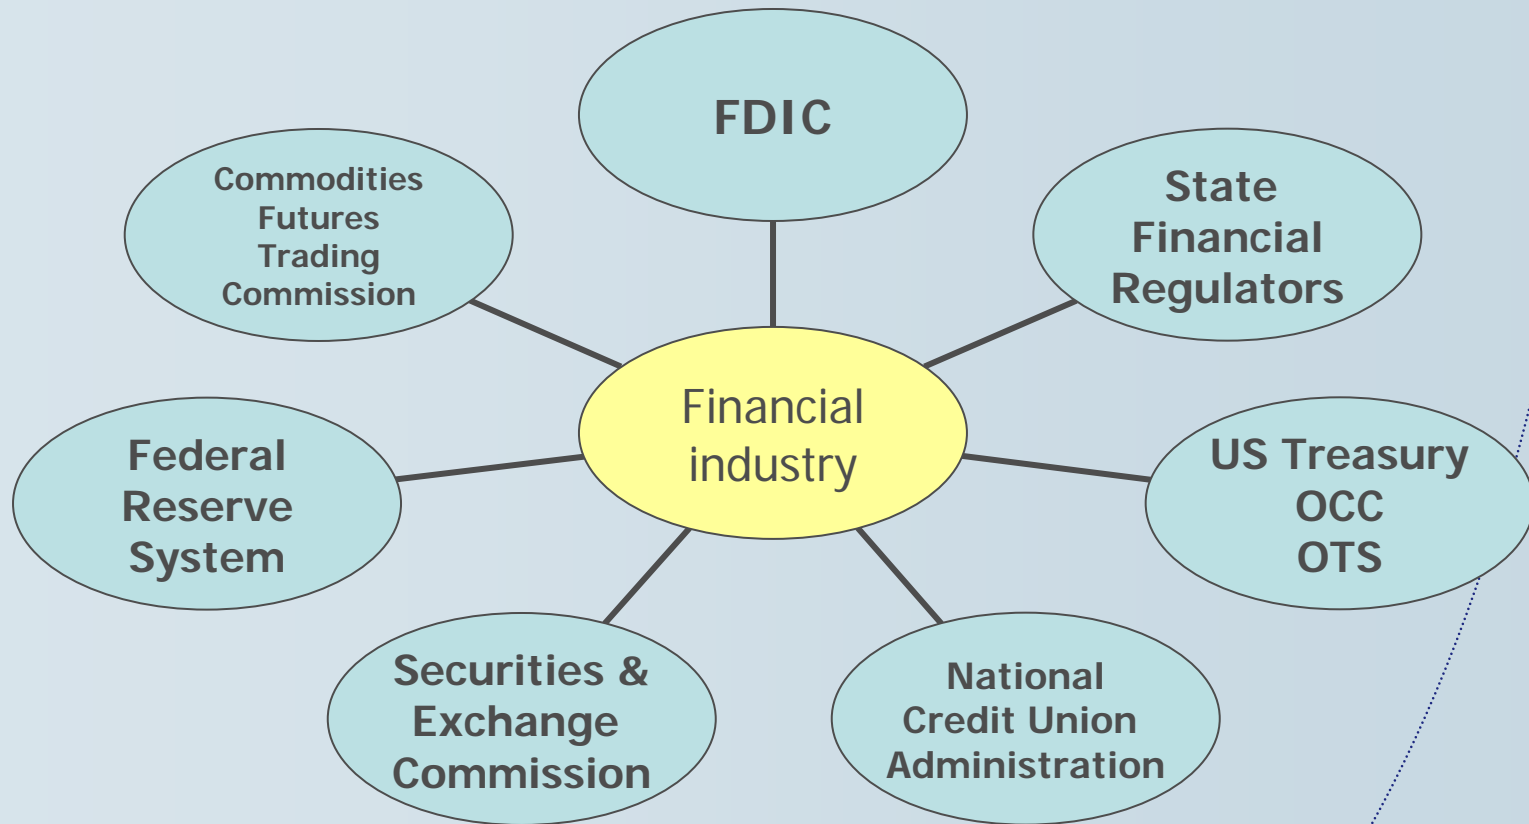 FDIC
Commodities
Futures
Trading
Commission
State
Financial
Regulators
Financial
industry
Federal
Reserve
System
US Treasury
OCC
OTS
Securities &
Exchange
Commission
National
Credit Union
Administration